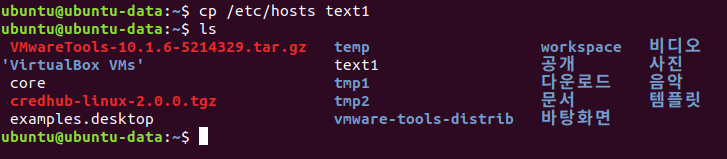 ubuntu@ubuntu-data:~$ cp /etc/hosts text1
ubuntu@ubuntu-data:~$ ls
VMwareTools-10.1.6-5214329.tar.gz temp workspace 비디오
'VirtualBox VMs' text1 공개 사진
core tmp1 다운로드 음악
credhub-linux-2.0.0.tgz tmp2 문서 템플릿
examples.desktop vmware-tools-distrib 바탕화면
ubuntu@ubuntu-data:~$